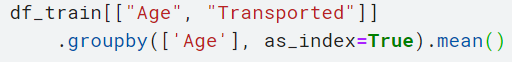 df_train[["Age", "Transported"]]
.groupby(['Age'], as_index=True).mean()